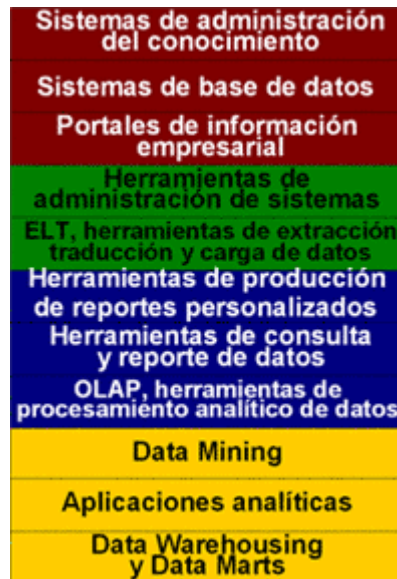 Sistemas de administración
del conocimiento
Sistemas de base de datos
Portales de información
empresarial
Herramientas de
administración de sistemas
ELT, herramientas de extracción
traducción y carga de datos
Herramientas de producción
de reportes personalizados
Herramientas de consulta
y reporte de datos
OLAP, herramientas de
procesamiento analítico de datos
Data Mining
Aplicaciones analíticas
Data Warehousing
y Data Marts